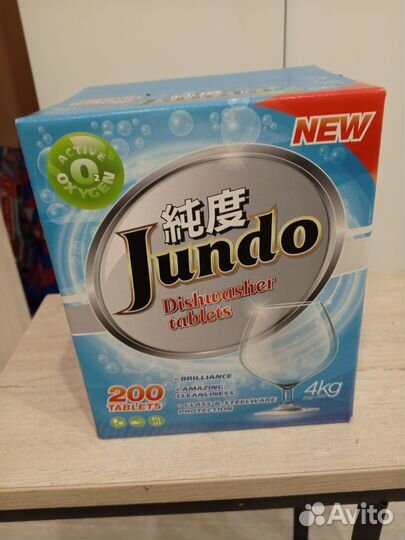 NEW
ACTIVE
O2
OXYGEN
純度
Jundo
Dishwasher
tablets
200
TABLETS
• BRILLIANCE
• AMAZING
CLEANLINESS
• GLASS & STEELWARE
PROTECTION
4kg
Avito